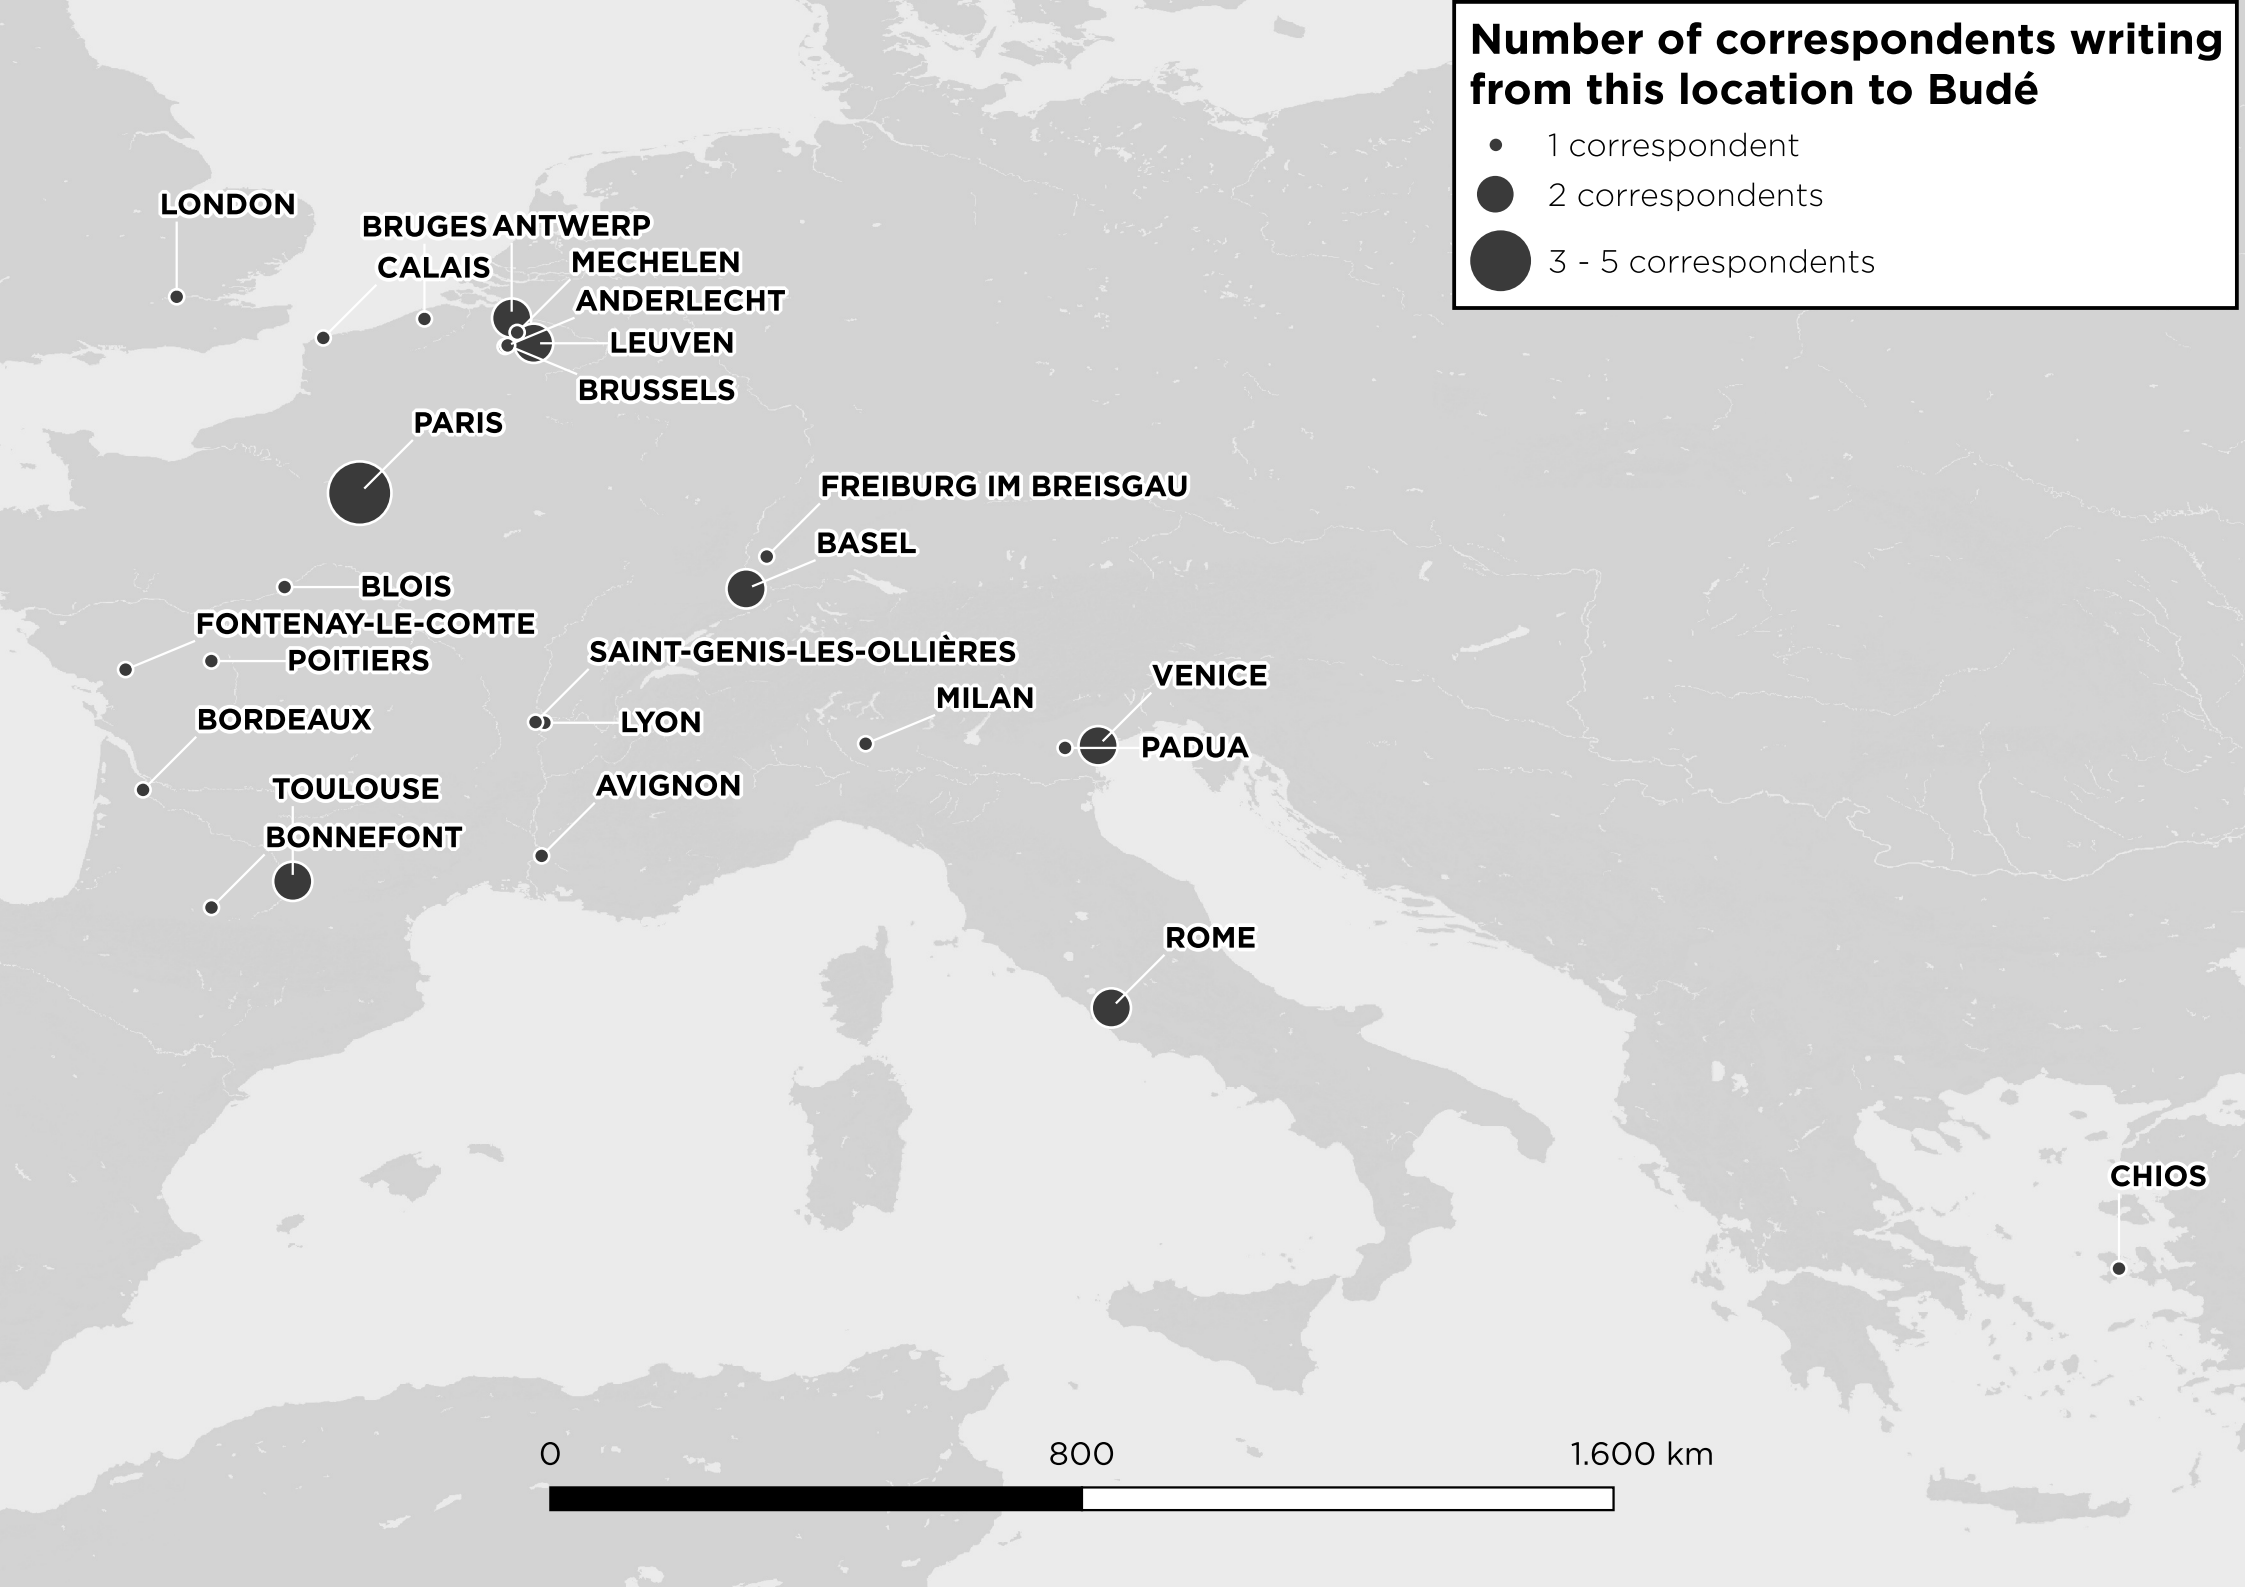 Number of correspondents writing
from this location to Budé
1 correspondent
2 correspondents
3 - 5 correspondents
LONDON
BRUGES
ANTWERP
CALAIS
MECHELEN
ANDERLECHT
LEUVEN
BRUSSELS
PARIS
FREIBURG IM BREISGAU
BASEL
BLOIS
FONTENAY-LE-COMTE
POITIERS
SAINT-GENIS-LES-OLLIÈRES
VENICE
MILAN
BORDEAUX
LYON
PADUA
TOULOUSE
AVIGNON
BONNEFONT
ROME
CHIOS
0 800 1.600 km